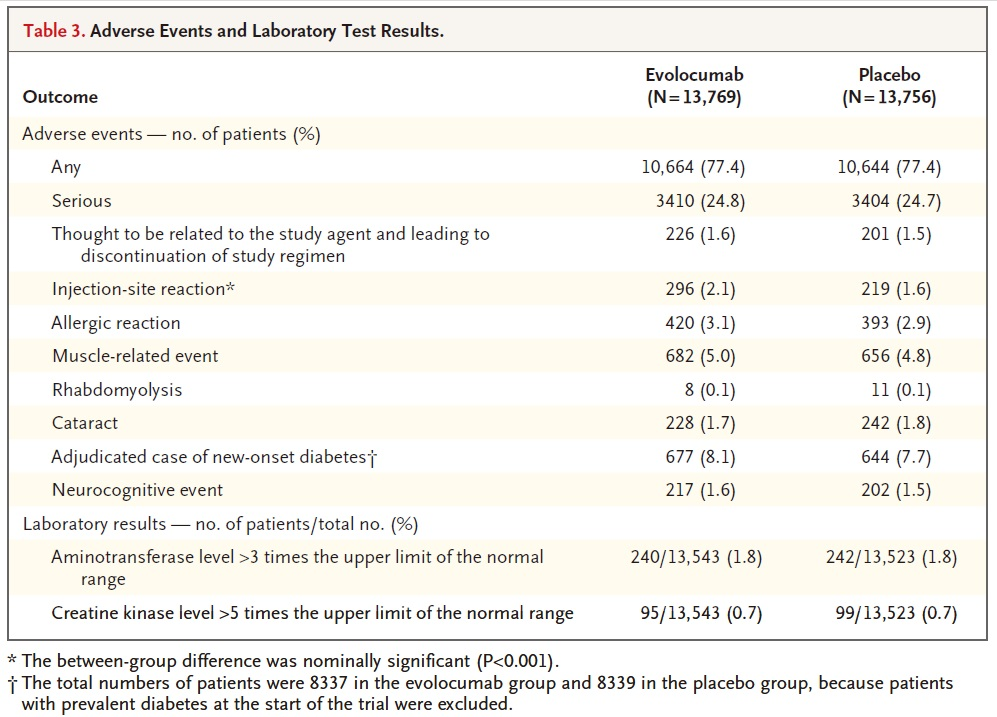 Table 3. Adverse Events and Laboratory Test Results.
Outcome
Evolocumab
(N=13,769)
Placebo
(N=13,756)
Adverse events — no. of patients (%)
Any 10,664 (77.4) 10,644 (77.4)
Serious 3410 (24.8) 3404 (24.7)
Thought to be related to the study agent and leading to
discontinuation of study regimen
226 (1.6) 201 (1.5)
Injection-site reaction* 296 (2.1) 219 (1.6)
Allergic reaction 420 (3.1) 393 (2.9)
Muscle-related event 682 (5.0) 656 (4.8)
Rhabdomyolysis 8 (0.1) 11 (0.1)
Cataract 228 (1.7) 242 (1.8)
Adjudicated case of new-onset diabetes† 677 (8.1) 644 (7.7)
Neurocognitive event 217 (1.6) 202 (1.5)
Laboratory results — no. of patients/total no. (%)
Aminotransferase level >3 times the upper limit of the normal
range
240/13,543 (1.8) 242/13,523 (1.8)
Creatine kinase level >5 times the upper limit of the normal range 95/13,543 (0.7) 99/13,523 (0.7)
* The between-group difference was nominally significant (P<0.001).
† The total numbers of patients were 8337 in the evolocumab group and 8339 in the placebo group, because patients
with prevalent diabetes at the start of the trial were excluded.